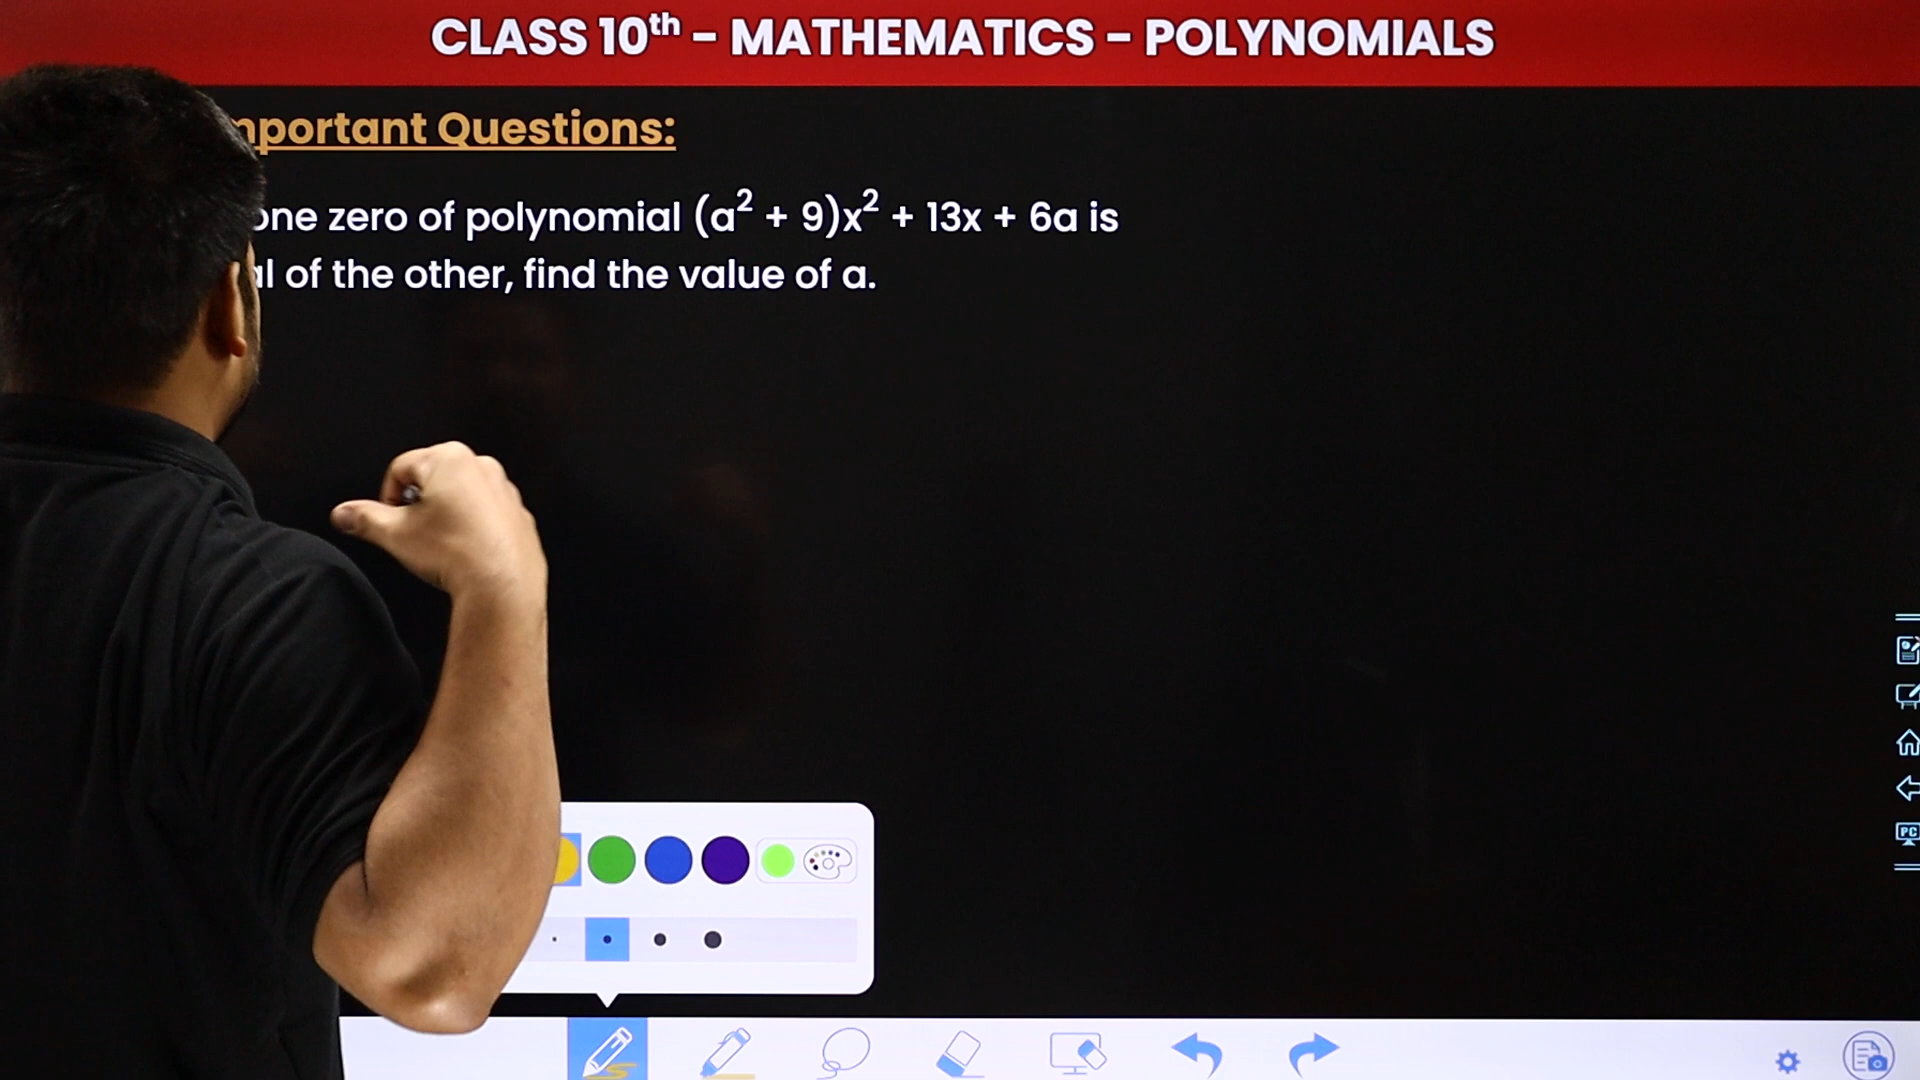 CLASS 10th - MATHEMATICS - POLYNOMIALS
Questions:
one zero of polynomial (a² + 9)x² + 13x + 6a is
of the other, find the value of a.
PC